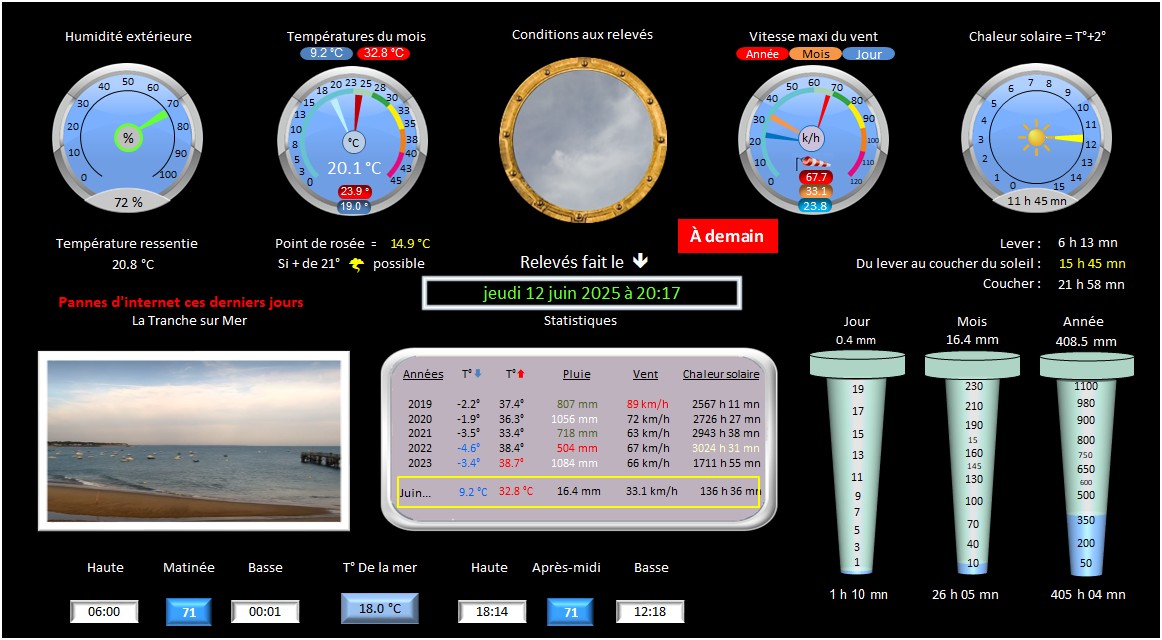 Humidité extérieure
Températures du mois
9.2 °C 32.8 °C
Conditions aux relevés
Vitesse maxi du vent
Année Mois Jour
Chaleur solaire = T°+2°
0 10 20 30 40 50 60 70 80 90 100
%
72 %
0 3 5 8 10 13 15 18 20 23 25 28 30 33 35 38 40 43 45
°C
20.1 °C
23.9 °
19.0 °
0 10 20 30 40 50 60 70 80 90 100 110 120
k/h
67.7
33.1
23.8
0 1 2 3 4 5 6 7 8 9 10 11 12 13 14 15
11 h 45 mn
À demain
Température ressentie
20.8 °C
Point de rosée = 14.9 °C
Si + de 21° possible
Relevés fait le
jeudi 12 juin 2025 à 20:17
Lever : 6 h 13 mn
Du lever au coucher du soleil : 15 h 45 mn
Coucher : 21 h 58 mn
Pannes d'internet ces derniers jours
La Tranche sur Mer
Statistiques
Années T° T° Pluie Vent Chaleur solaire
2019 -2.2° 37.4° 807 mm 89 km/h 2567 h 11 mn
2020 -1.9° 36.3° 1056 mm 72 km/h 2726 h 27 mn
2021 -3.5° 33.4° 718 mm 63 km/h 2943 h 38 mn
2022 -4.6° 38.4° 504 mm 67 km/h 3024 h 31 mn
2023 -3.4° 38.7° 1084 mm 66 km/h 1711 h 55 mn
Juin... 9.2 °C 32.8 °C 16.4 mm 33.1 km/h 136 h 36 mn
Jour
0.4 mm
19
17
15
13
11
9
7
5
3
1
1 h 10 mn
Mois
16.4 mm
230
210
190
15
160
145
130
100
70
40
10
26 h 05 mn
Année
408.5 mm
1100
980
900
800
750
650
600
500
350
200
50
405 h 04 mn
Haute Matinée Basse
06:00 71 00:01
T° De la mer
18.0 °C
Haute Après-midi Basse
18:14 71 12:18